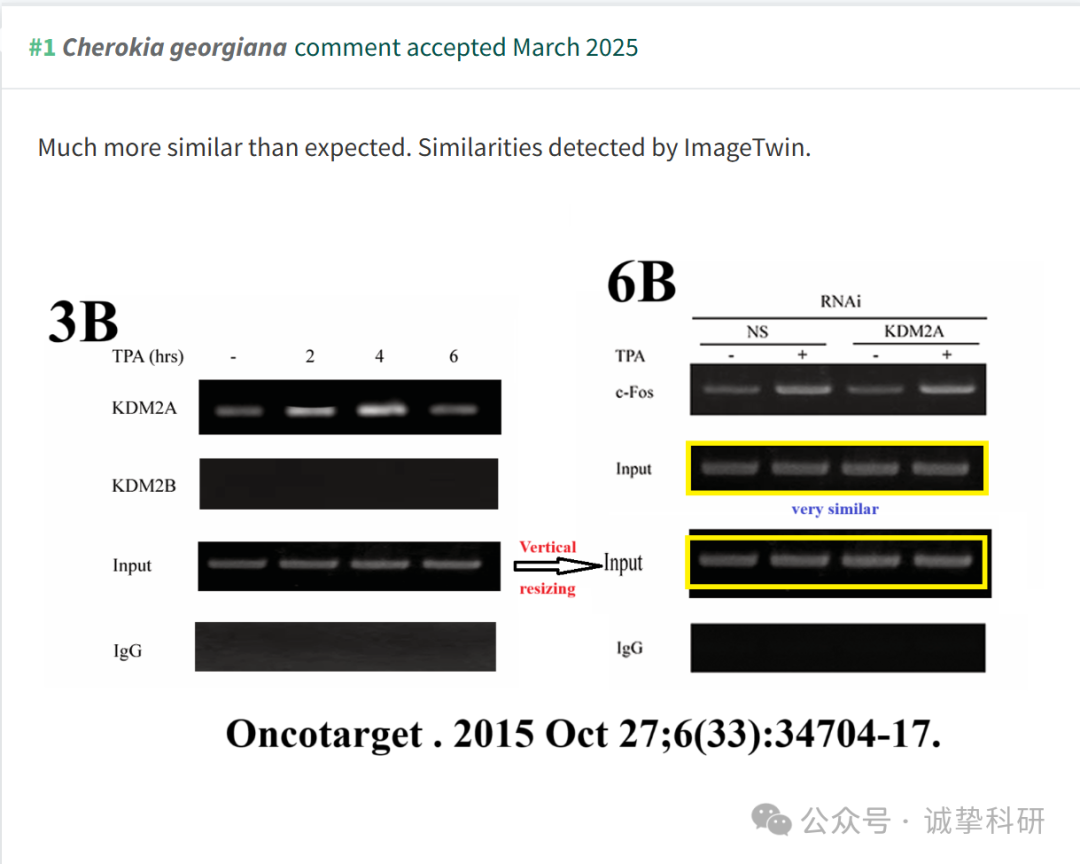 #1 Cherokia georgiana comment accepted March 2025
Much more similar than expected. Similarities detected by ImageTwin.
3B
TPA (hrs) - 2 4 6
KDM2A
KDM2B
Input
IgG
Vertical
resizing
6B
RNAi
NS KDM2A
TPA - + - +
c-Fos
Input
very similar
Input
IgG
Oncotarget . 2015 Oct 27;6(33):34704-17.
公众号 · 诚挚科研